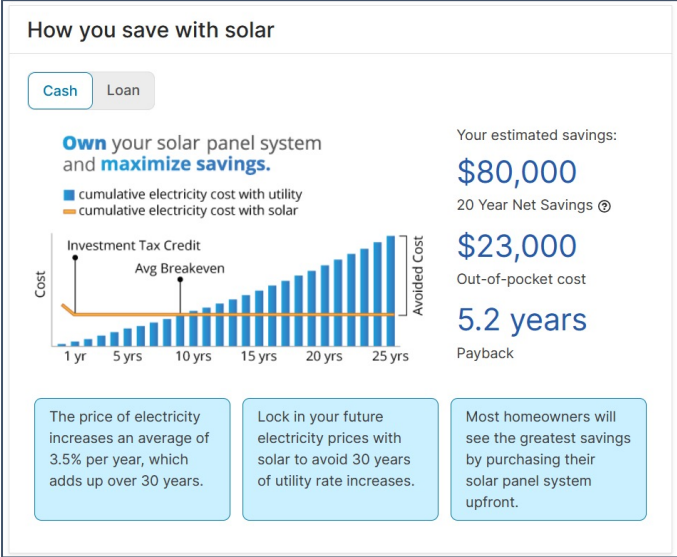 How you save with solar
Cash
Loan
Own your solar panel system
and maximize savings.
cumulative electricity cost with utility
cumulative electricity cost with solar
Investment Tax Credit
Avg Breakeven
Cost
Avoided Cost
1 yr 5 yrs 10 yrs 15 yrs 20 yrs 25 yrs
Your estimated savings:
$80,000
20 Year Net Savings ?
$23,000
Out-of-pocket cost
5.2 years
Payback
The price of electricity
increases an average of
3.5% per year, which
adds up over 30 years.
Lock in your future
electricity prices with
solar to avoid 30 years
of utility rate increases.
Most homeowners will
see the greatest savings
by purchasing their
solar panel system
upfront.